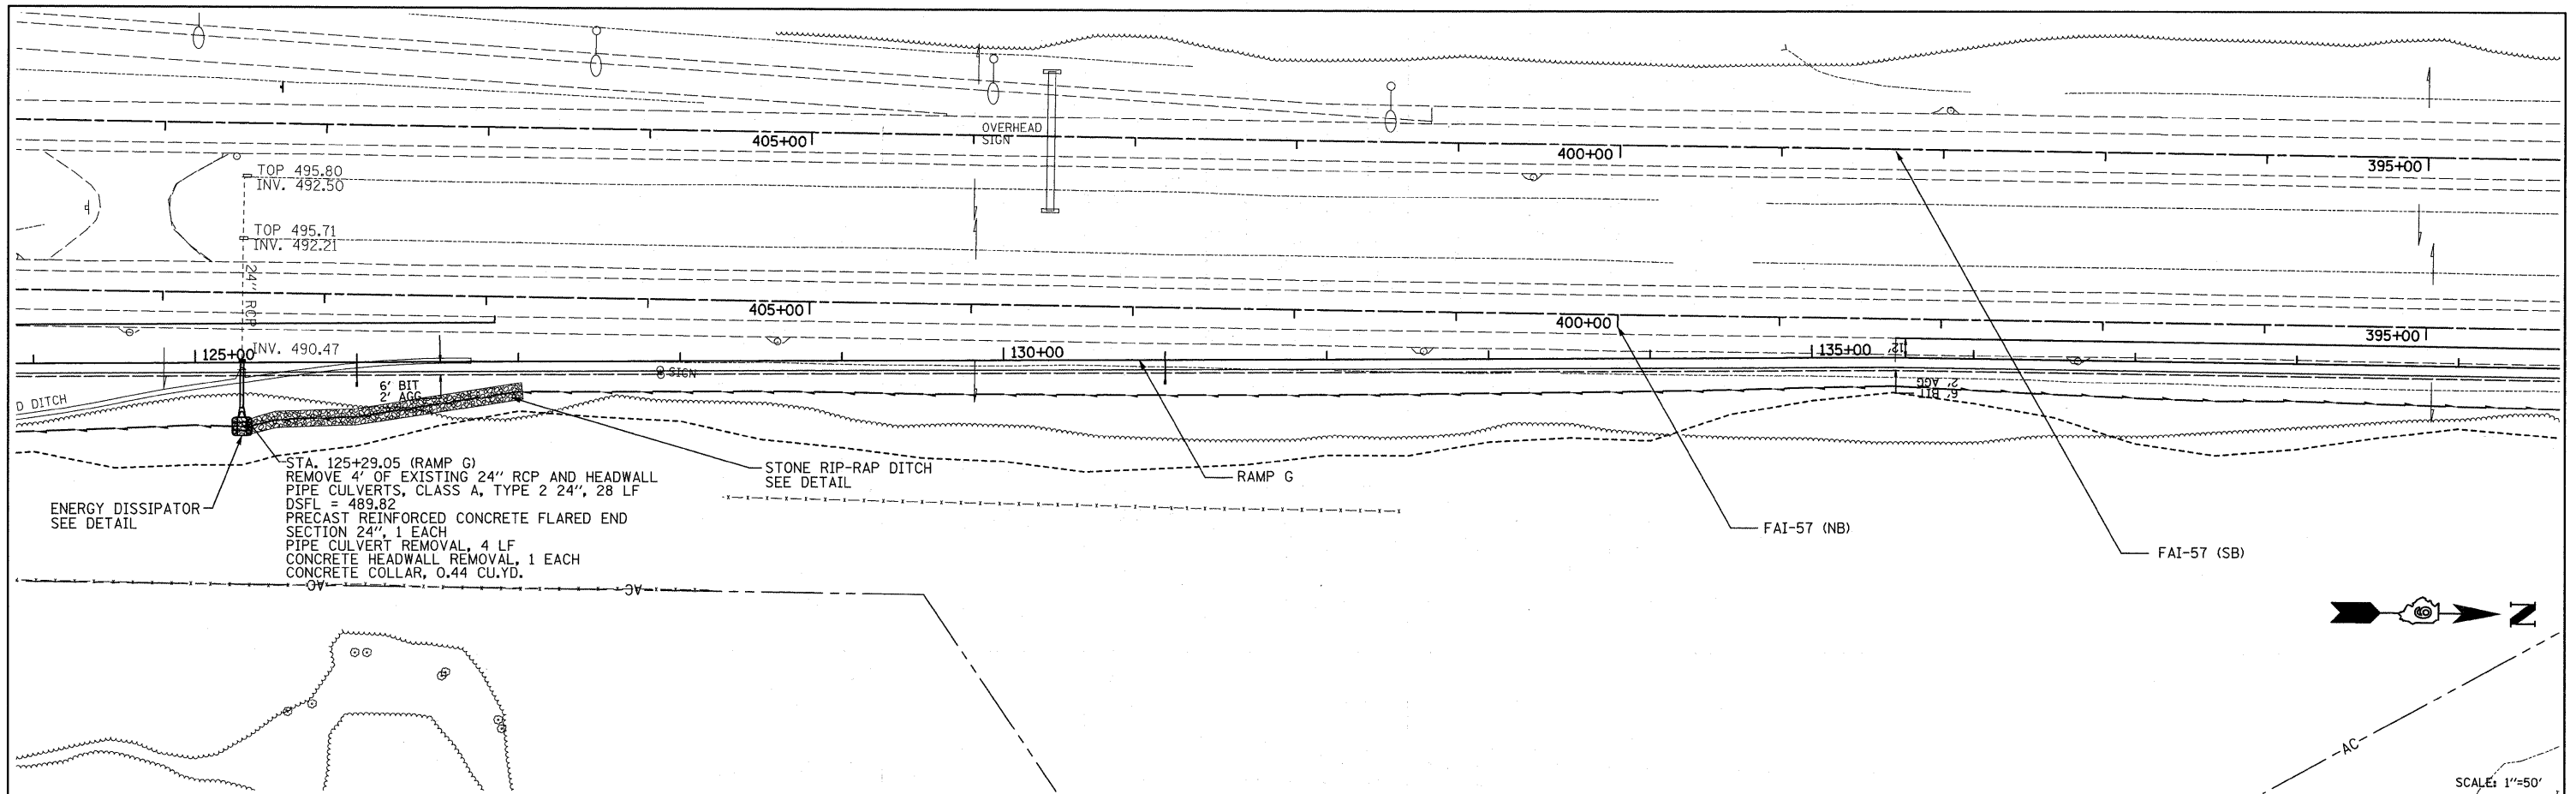 OVERHEAD
SIGN
405+00
400+00
395+00
TOP 495.80
INV. 492.50
TOP 495.71
INV. 492.21
24" RCP
405+00
400+00
395+00
INV. 490.47
125+00
130+00
135+00
12'
SIGN
6' BIT
2' AGG
2' AGG
6' BIT
D DITCH
STA. 125+29.05 (RAMP G)
REMOVE 4' OF EXISTING 24" RCP AND HEADWALL
PIPE CULVERTS, CLASS A, TYPE 2 24", 28 LF
DSFL = 489.82
PRECAST REINFORCED CONCRETE FLARED END
SECTION 24", 1 EACH
PIPE CULVERT REMOVAL, 4 LF
CONCRETE HEADWALL REMOVAL, 1 EACH
CONCRETE COLLAR, 0.44 CU.YD.
STONE RIP-RAP DITCH
SEE DETAIL
RAMP G
ENERGY DISSIPATOR
SEE DETAIL
FAI-57 (NB)
FAI-57 (SB)
AC
AC
N
AC
SCALE: 1"=50'